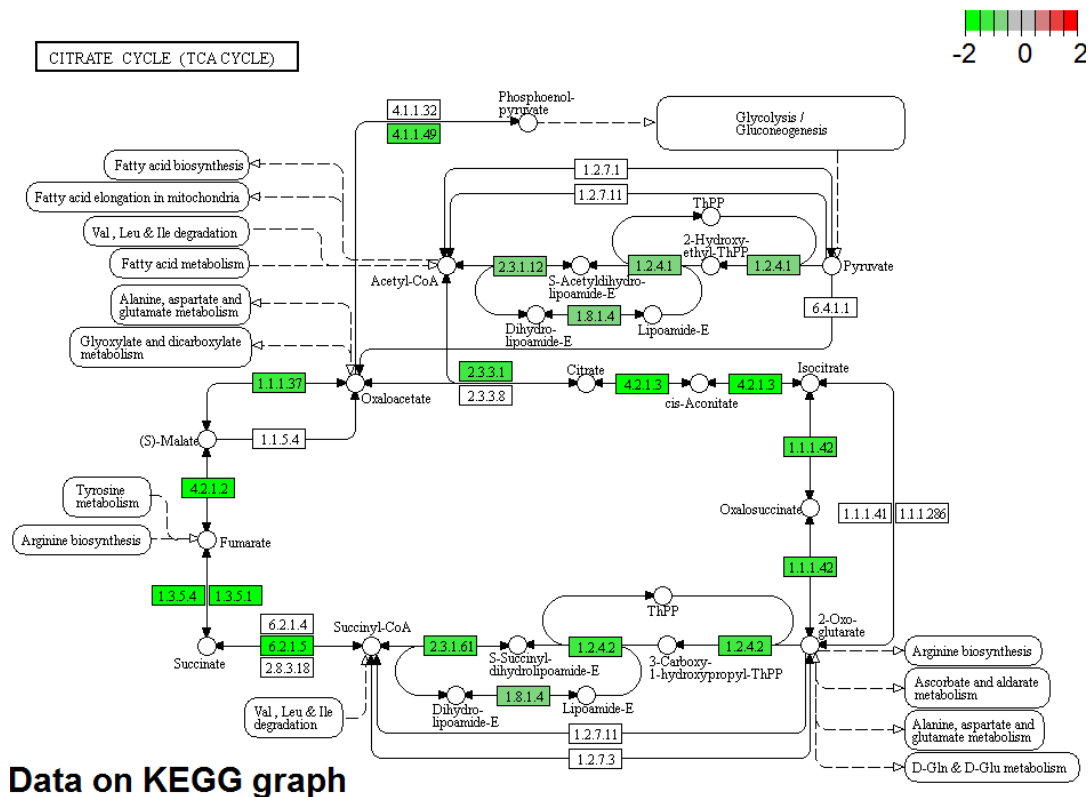 -2 0 2
CITRATE CYCLE (TCA CYCLE)
Phosphoenol-
pyruvate
4.1.1.32
4.1.1.49
Glycolysis /
Gluconeogenesis
Fatty acid biosynthesis
Fatty acid elongation in mitochondria
Val , Leu & Ile degradation
Fatty acid metabolism
Alanine, aspartate and
glutamate metabolism
Glyoxylate and dicarboxylate
metabolism
1.2.7.1
1.2.7.11
ThPP
2-Hydroxy-
ethyl-ThPP
Acetyl-CoA
2.3.1.12
S-Acetyldihydro-
lipoamide-E
1.2.4.1
1.2.4.1
Pyruvate
Dihydro-
lipoamide-E
1.8.1.4
Lipoamide-E
6.4.1.1
1.1.1.37
Oxaloacetate
2.3.3.1
2.3.3.8
Citrate
4.2.1.3
cis-Aconitate
4.2.1.3
Isocitrate
(S)-Malate
1.1.5.4
1.1.1.42
4.2.1.2
Tyrosine
metabolism
Arginine biosynthesis
Fumarate
Oxalosuccinate
1.1.1.41
1.1.1.286
1.1.1.42
1.3.5.4
1.3.5.1
ThPP
6.2.1.4
6.2.1.5
2.8.3.18
Succinate
Succinyl-CoA
2.3.1.61
S-Succinyl-
dihydrolipoamide-E
1.2.4.2
3-Carboxy-
1-hydroxypropyl-ThPP
1.2.4.2
2-Oxo-
glutarate
Dihydro-
lipoamide-E
1.8.1.4
Lipoamide-E
Val , Leu & Ile
degradation
1.2.7.11
1.2.7.3
Arginine biosynthesis
Ascorbate and aldarate
metabolism
Alanine, aspartate and
glutamate metabolism
D-Gln & D-Glu metabolism
Data on KEGG graph